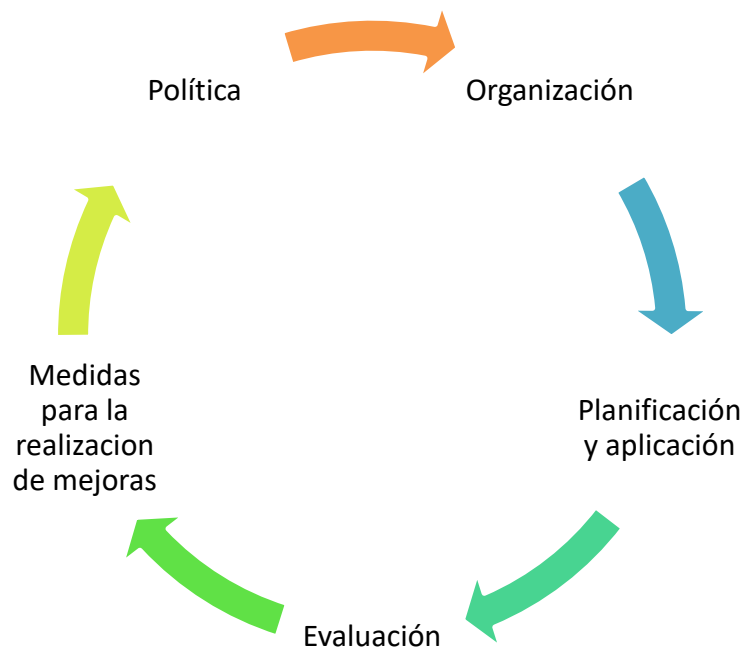 Política
Organización
Planificación
y aplicación
Evaluación
Medidas
para la
realizacion
de mejoras